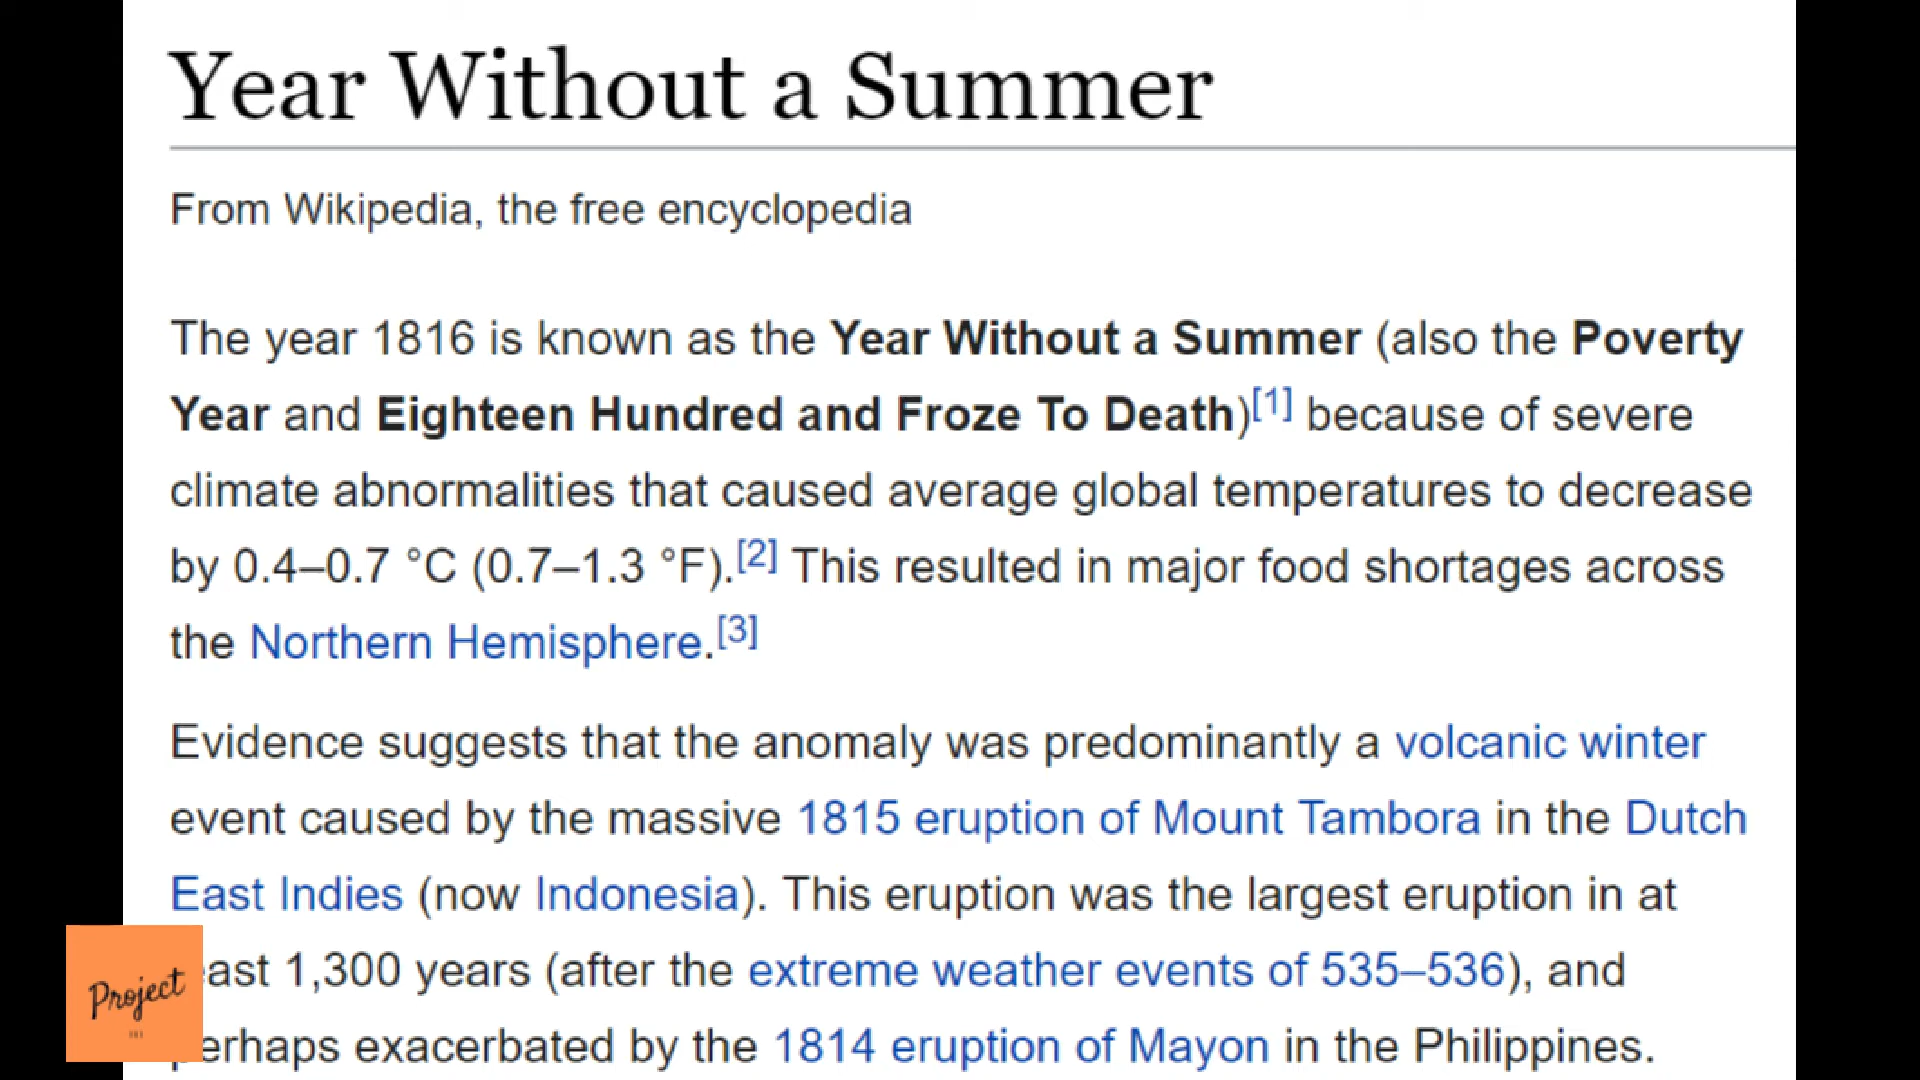 Year Without a Summer
From Wikipedia, the free encyclopedia
The year 1816 is known as the Year Without a Summer (also the Poverty
Year and Eighteen Hundred and Froze To Death)[1] because of severe
climate abnormalities that caused average global temperatures to decrease
by 0.4–0.7 °C (0.7–1.3 °F).[2] This resulted in major food shortages across
the Northern Hemisphere.[3]
Evidence suggests that the anomaly was predominantly a volcanic winter
event caused by the massive 1815 eruption of Mount Tambora in the Dutch
East Indies (now Indonesia). This eruption was the largest eruption in at
east 1,300 years (after the extreme weather events of 535–536), and
perhaps exacerbated by the 1814 eruption of Mayon in the Philippines.
Project